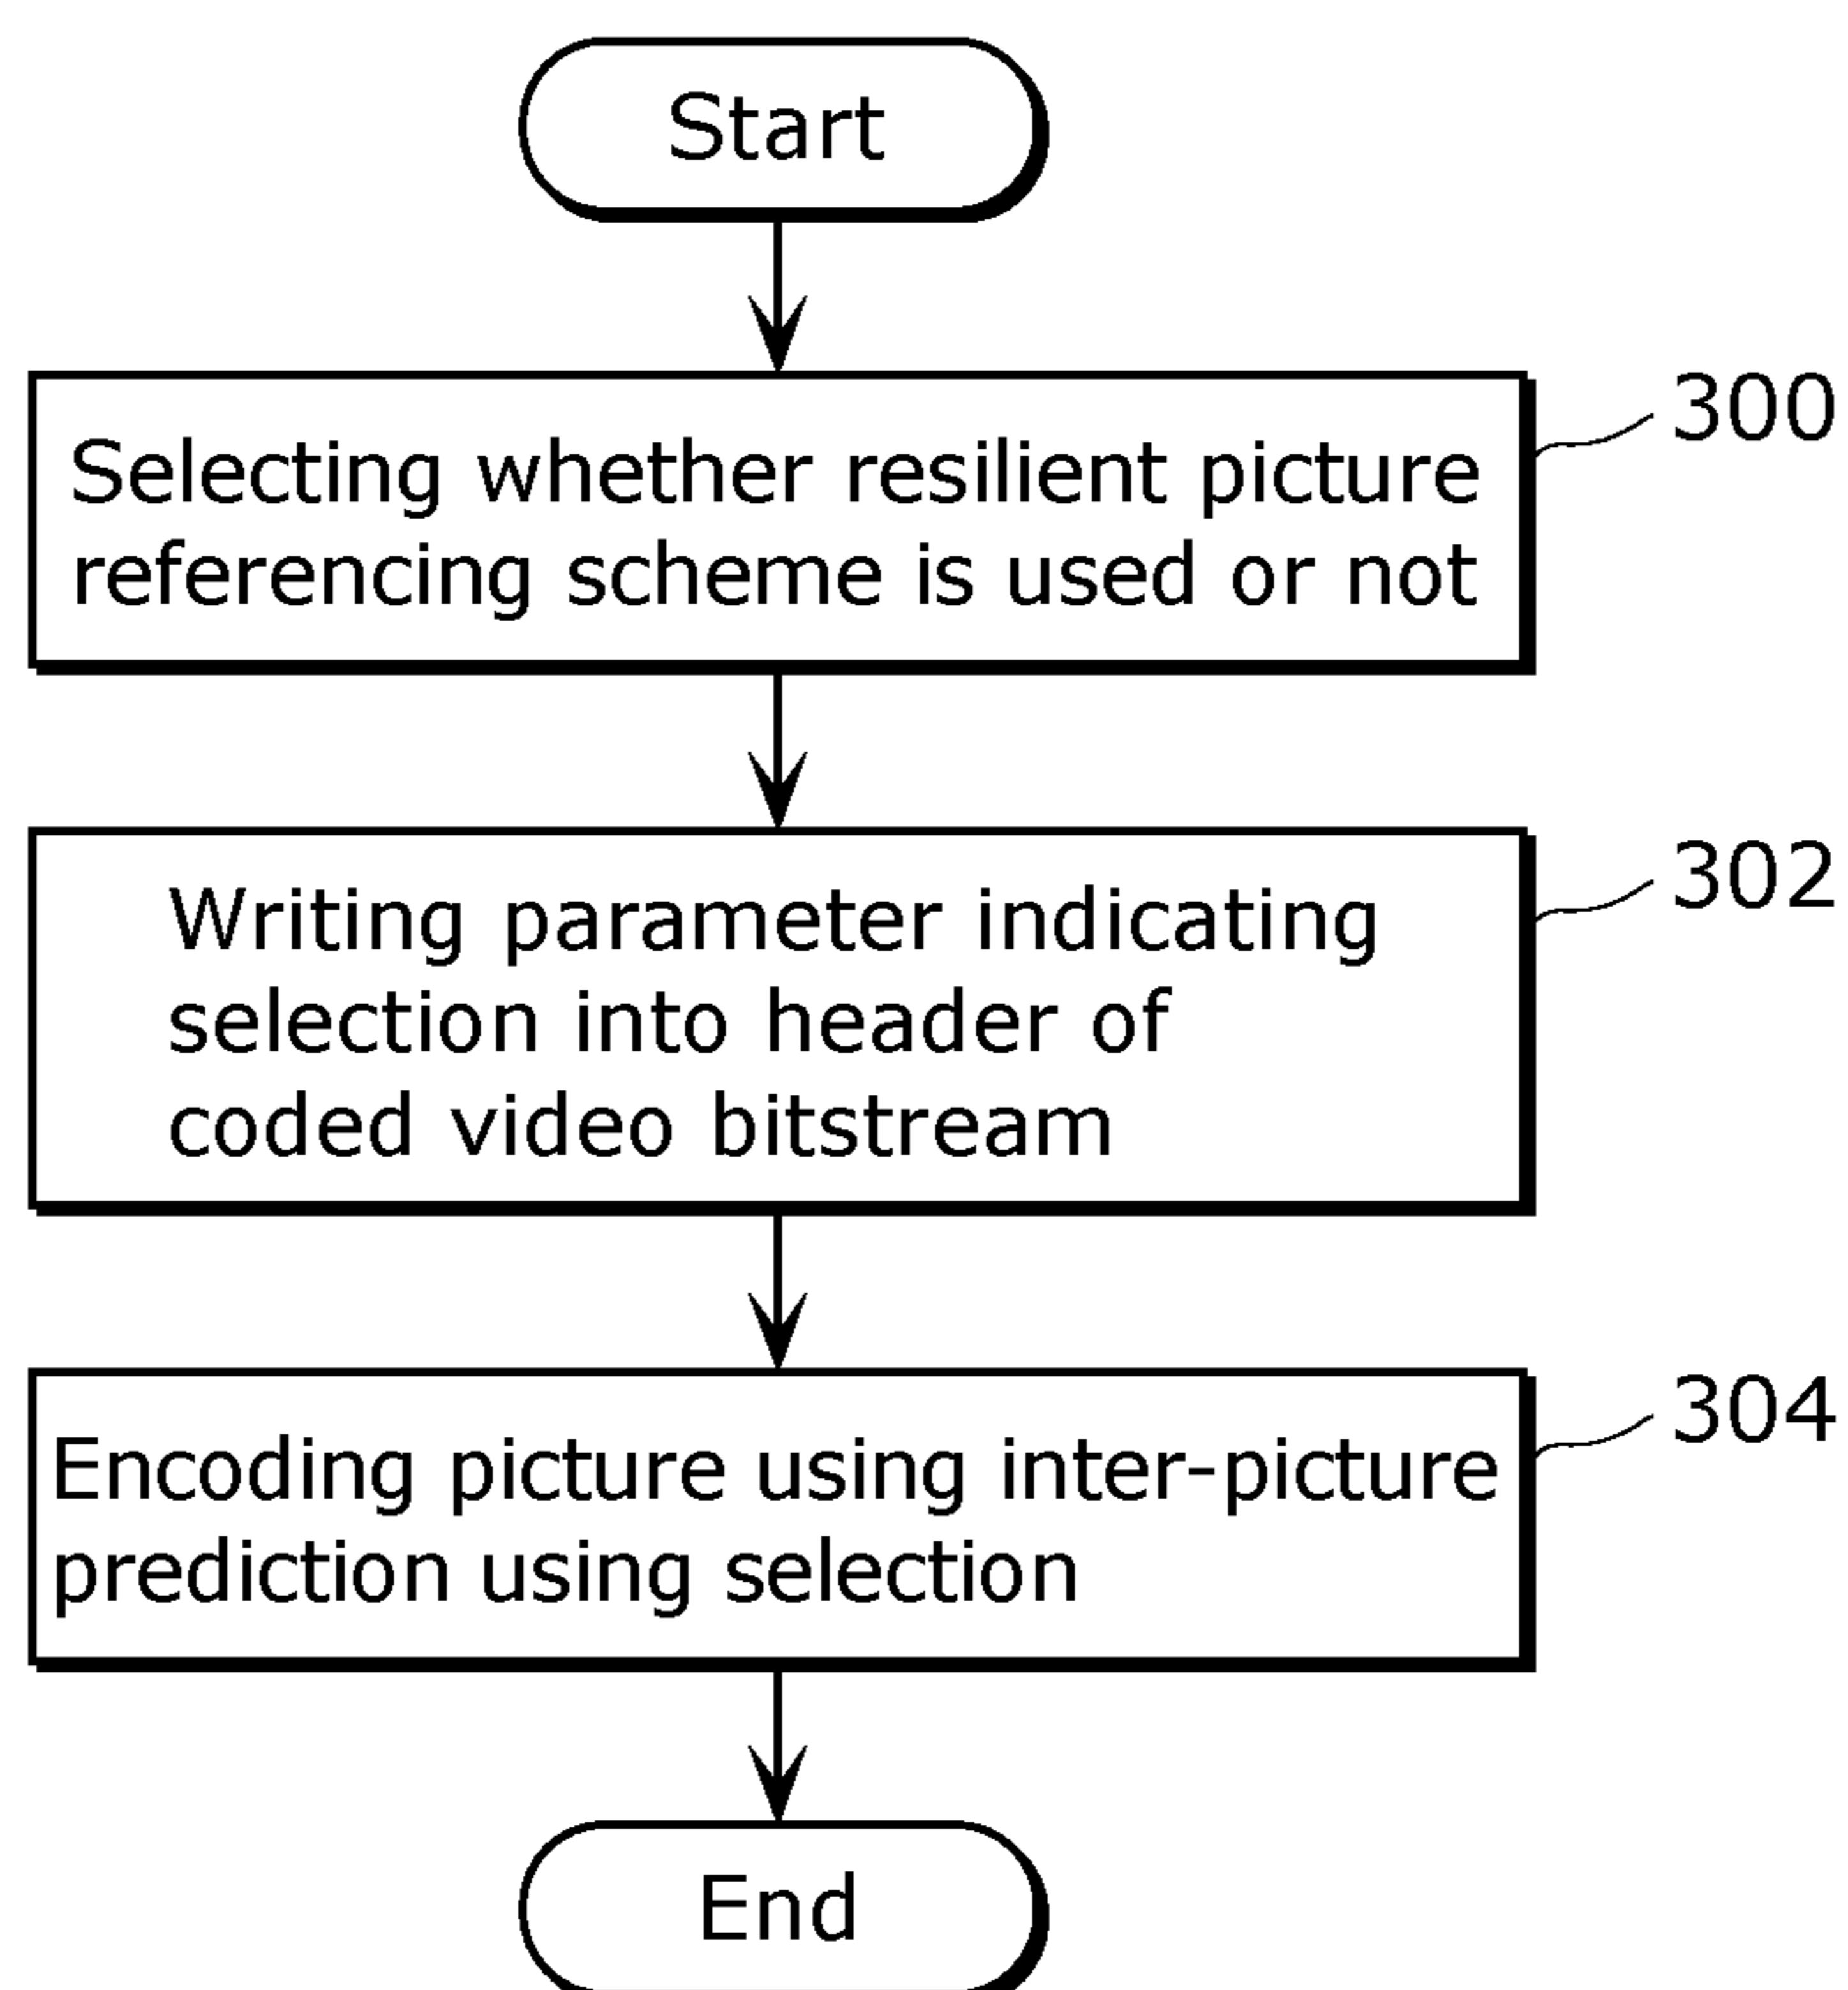 Start
300
Selecting whether resilient picture
referencing scheme is used or not
302
Writing parameter indicating
selection into header of
coded video bitstream
304
Encoding picture using inter-picture
prediction using selection
End